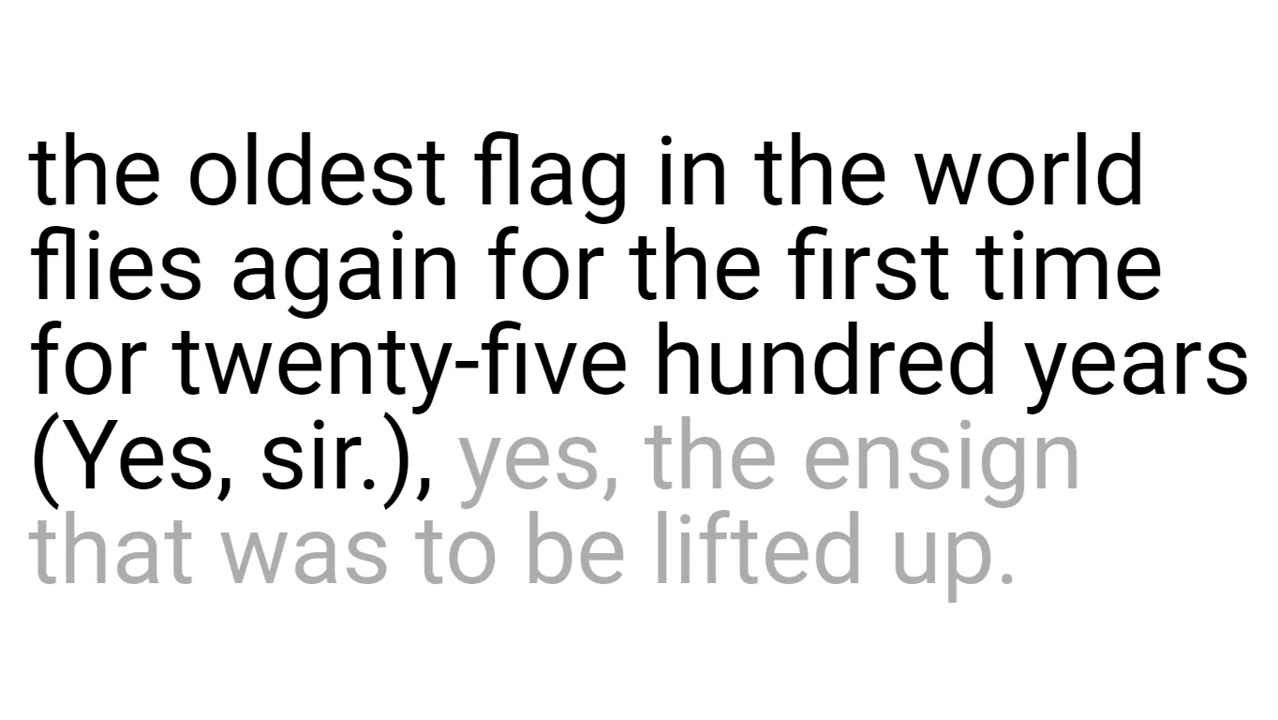 the oldest flag in the world
flies again for the first time
for twenty-five hundred years
(Yes, sir.), yes, the ensign
that was to be lifted up.